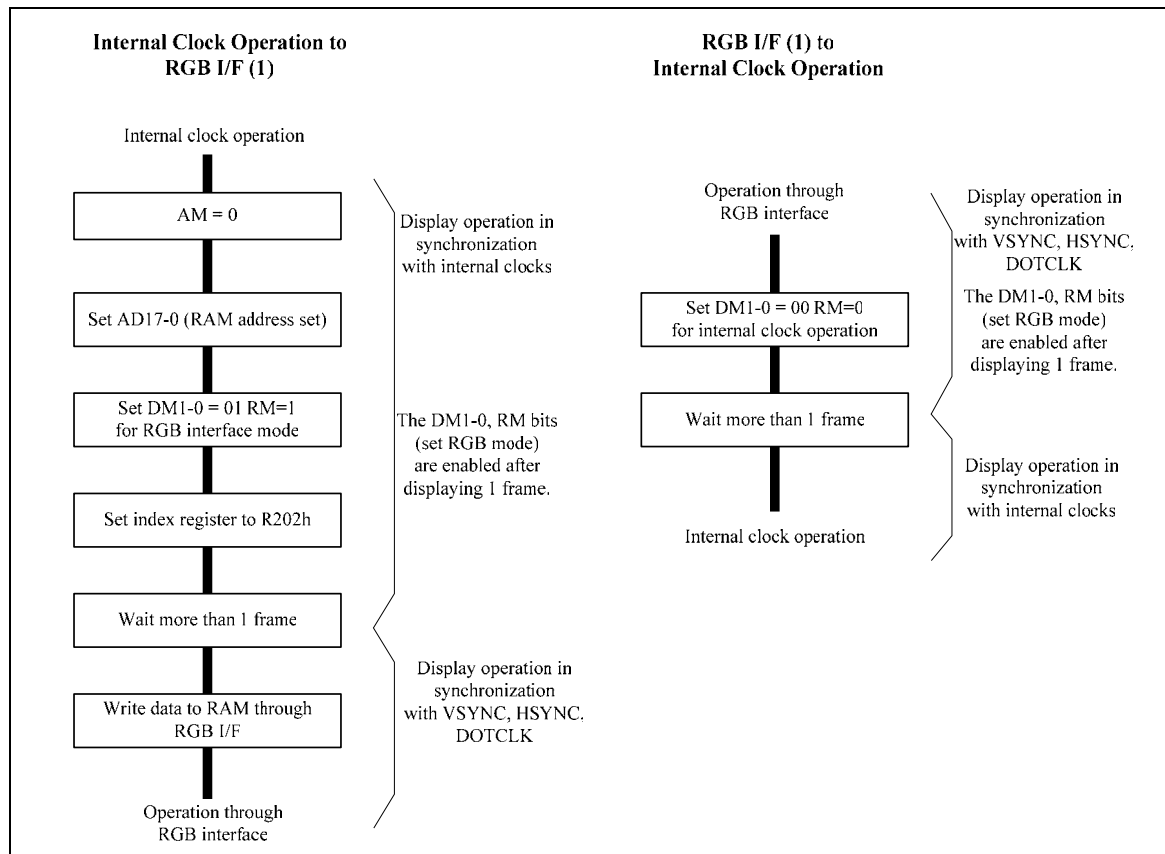 Internal Clock Operation to
RGB I/F (1)
Internal clock operation
AM = 0
Set AD17-0 (RAM address set)
Set DM1-0 = 01 RM=1
for RGB interface mode
Set index register to R202h
Wait more than 1 frame
Write data to RAM through
RGB I/F
Operation through
RGB interface
Display operation in
synchronization
with internal clocks
The DM1-0, RM bits
(set RGB mode)
are enabled after
displaying 1 frame.
Display operation in
synchronization
with VSYNC, HSYNC,
DOTCLK
RGB I/F (1) to
Internal Clock Operation
Operation through
RGB interface
Set DM1-0 = 00 RM=0
for internal clock operation
Wait more than 1 frame
Internal clock operation
Display operation in
synchronization
with VSYNC, HSYNC,
DOTCLK
The DM1-0, RM bits
(set RGB mode)
are enabled after
displaying 1 frame.
Display operation in
synchronization
with internal clocks